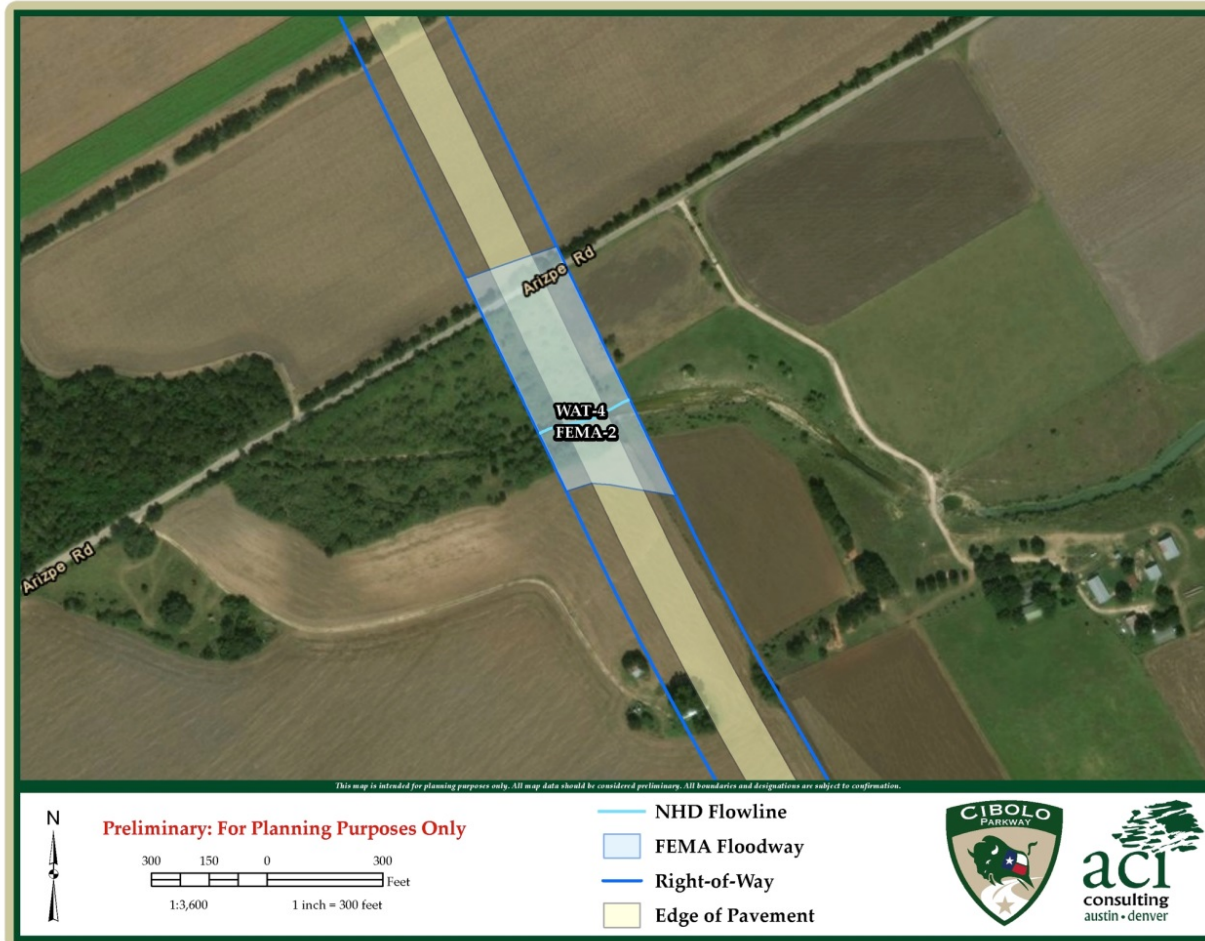 Arizpe Rd
WAT-4
FEMA-2
Arizpe Rd
This map is intended for planning purposes only. All map data should be considered preliminary. All boundaries and designations are subject to confirmation.
N
Preliminary: For Planning Purposes Only
300 150 0 300
Feet
1:3,600 1 inch = 300 feet
NHD Flowline
FEMA Floodway
Right-of-Way
Edge of Pavement
CIBOLO
PARKWAY
aci
consulting
austin • denver